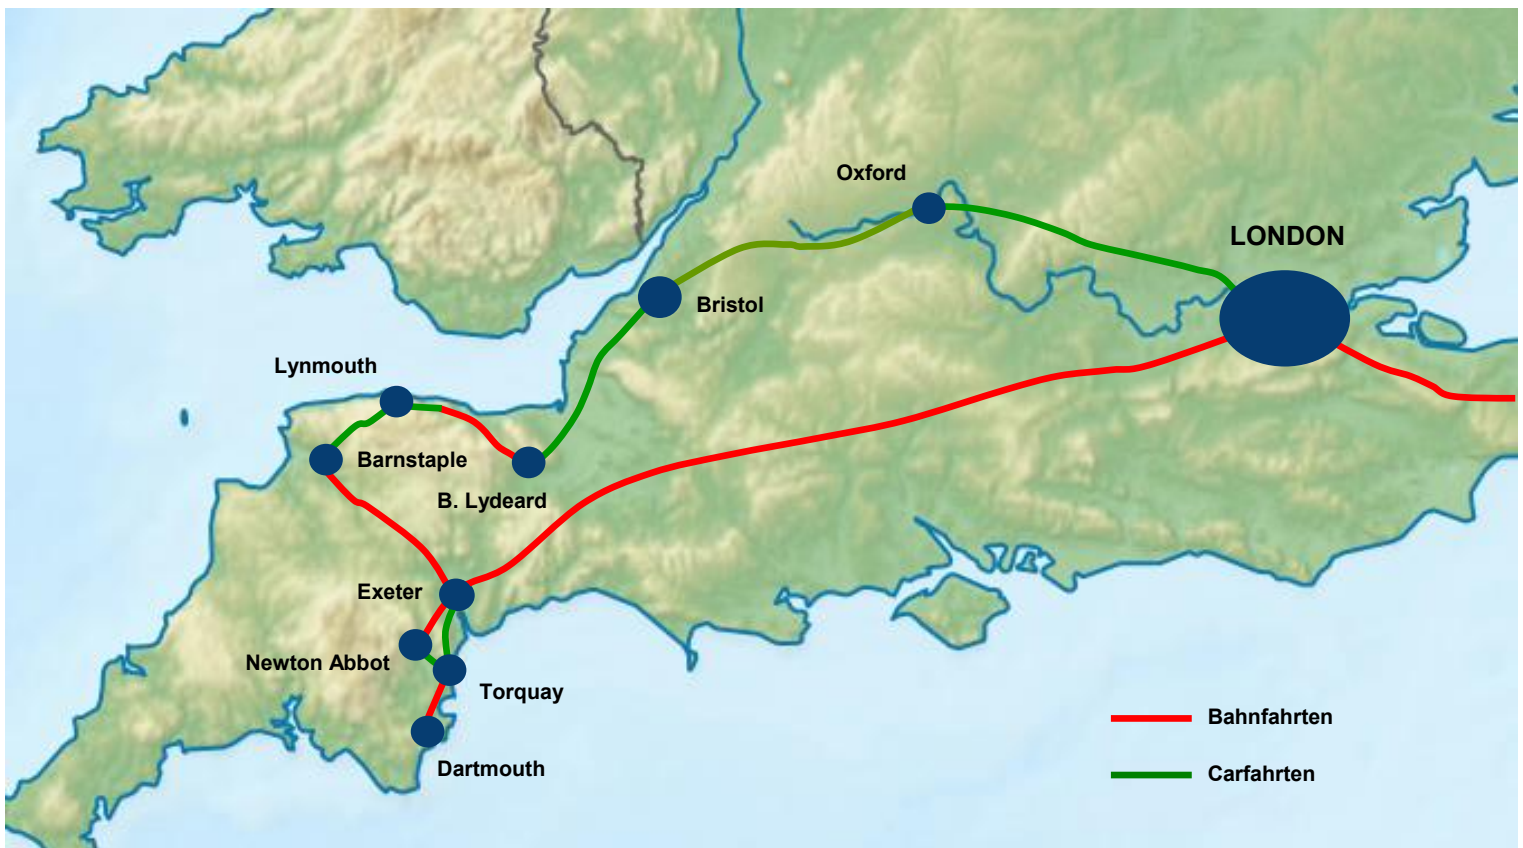 Oxford
LONDON
Bristol
Lynmouth
Barnstaple
B. Lydeard
Exeter
Newton Abbot
Torquay
Dartmouth
Bahnfahrten
Carfahrten